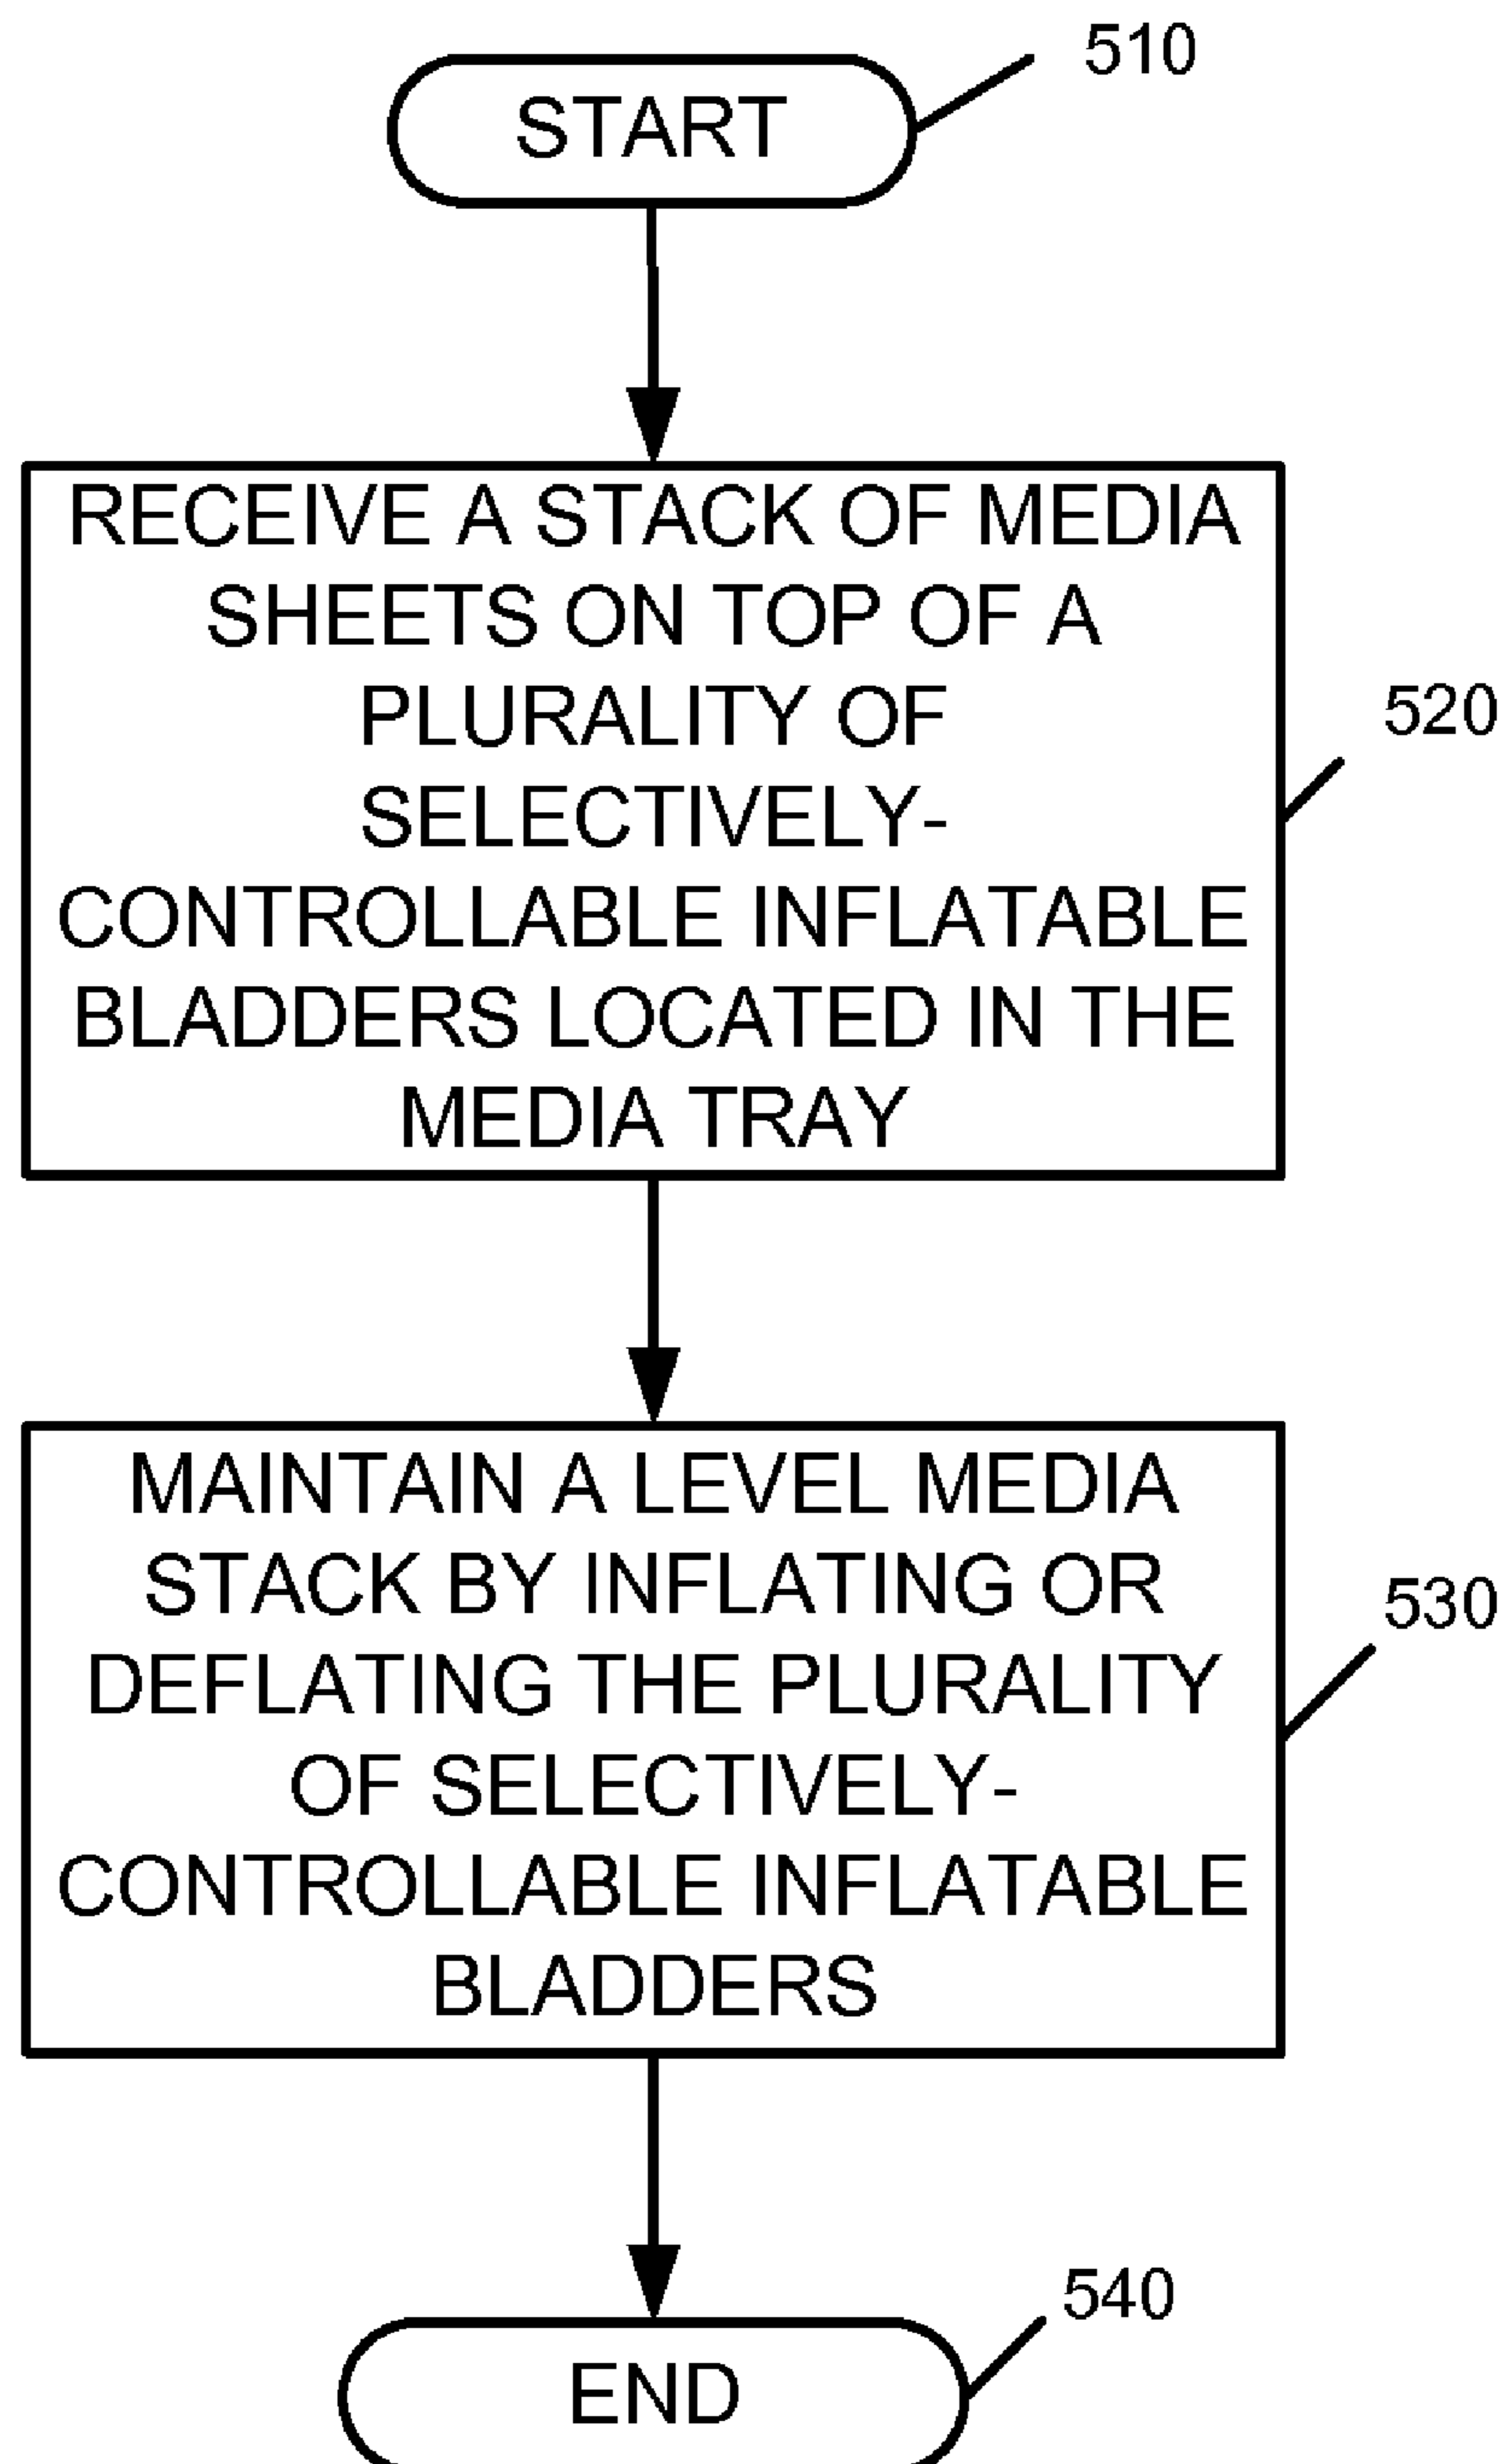 510
START
RECEIVE A STACK OF MEDIA
SHEETS ON TOP OF A
PLURALITY OF
SELECTIVELY-
CONTROLLABLE INFLATABLE
BLADDERS LOCATED IN THE
MEDIA TRAY
520
MAINTAIN A LEVEL MEDIA
STACK BY INFLATING OR
DEFLATING THE PLURALITY
OF SELECTIVELY-
CONTROLLABLE INFLATABLE
BLADDERS
530
540
END